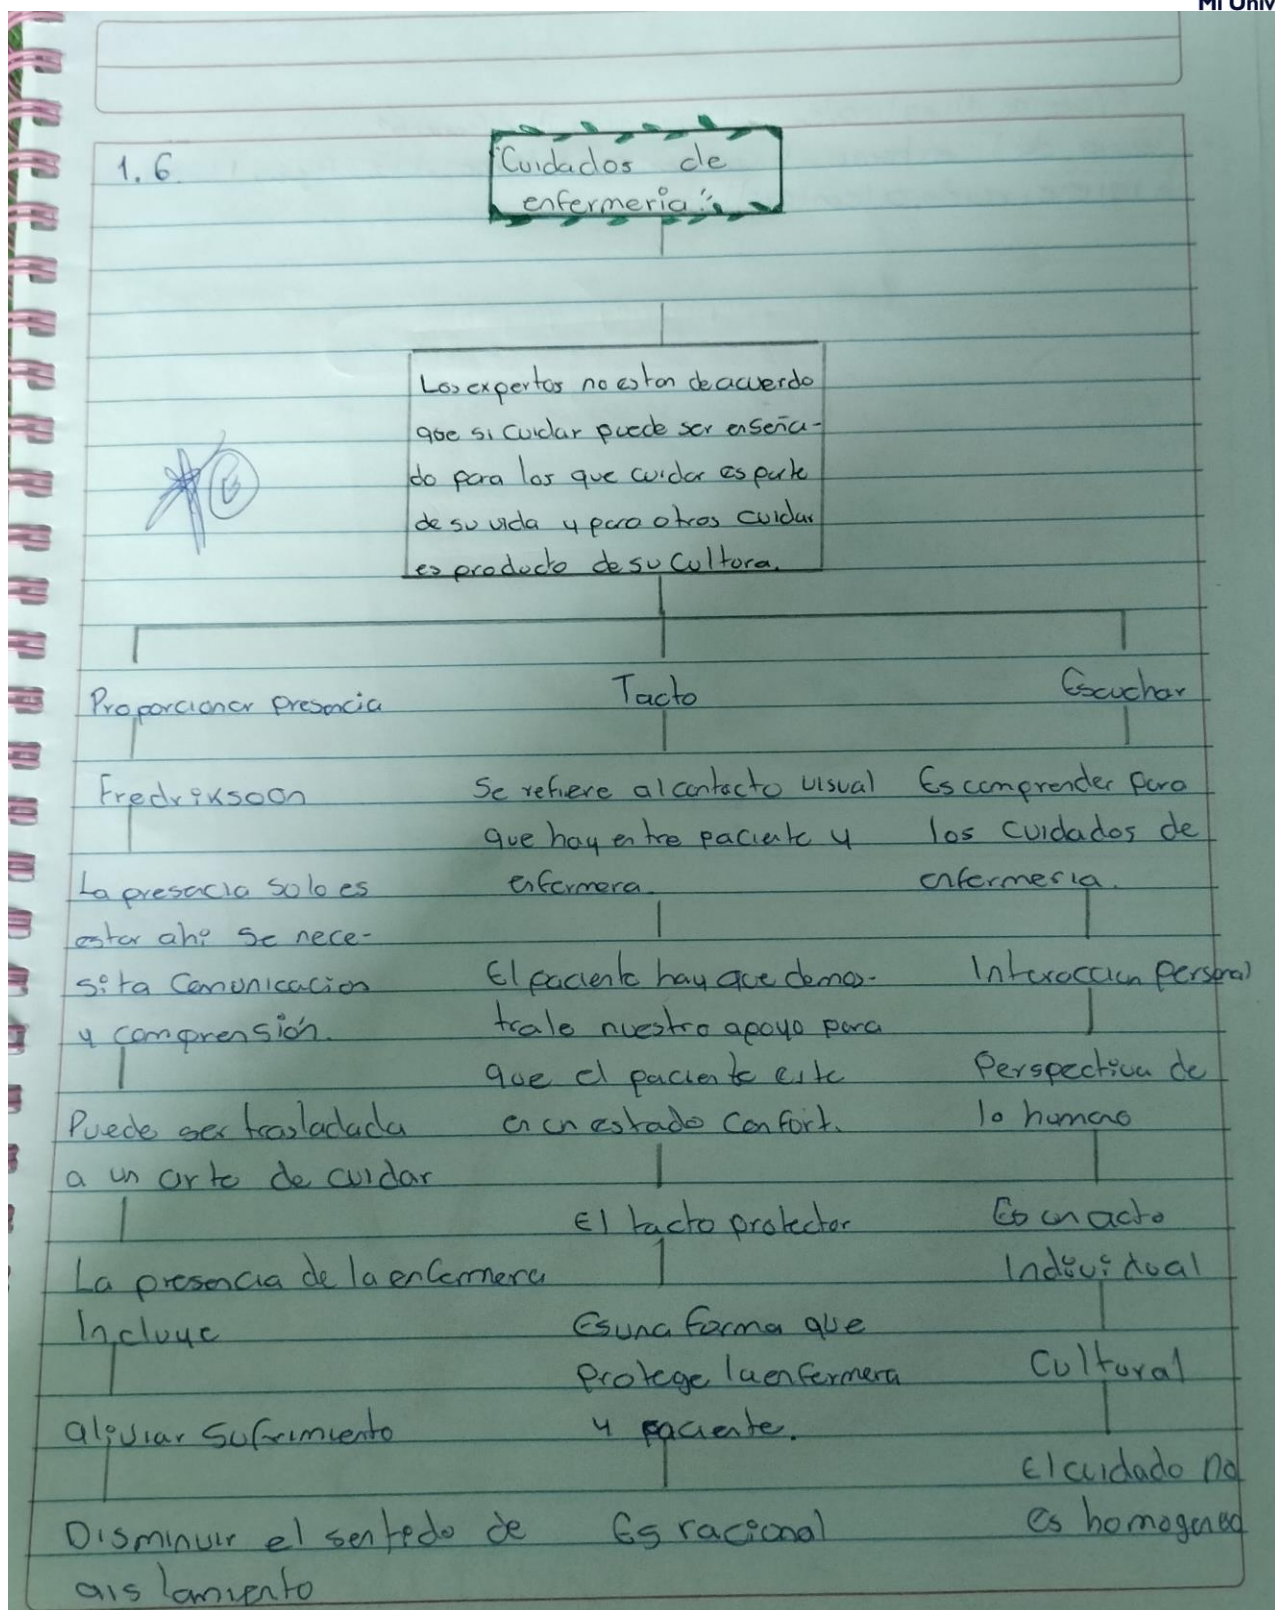 Mi Univ
1.6
"Cuidados de
enfermeria"
Los expertos no estan de acuerdo
que si cuidar puede ser enseña-
do para los que cuidar es parte
de su vida y para otros cuidar
es producto de su cultura.
Proporcionar presencia
Fredriksoon
La presecia solo es
estar ahi se nece-
sita Comunicacion
y comprensión.
Puede ser trasladada
a un arte de cuidar
La presencia de la enfermera
Incluye
aliviar Sufrimiento
Disminuir el sentedo de
aislamiento
Tacto
Se refiere al contacto visual
que hay entre paciente y
enfermera.
El paciente hay que demos-
trale nuestro apoyo para
que el paciente este
en un estado Confort.
El tacto protector
Es una forma que
Protege la enfermera
y paciente.
Es racional
Escuchar
Es comprender para
los cuidados de
enfermeria.
Interaccion Personal
Perspectiva de
lo humano
Es un acto
Individual
Cultural
El cuidado no
es homogeneo